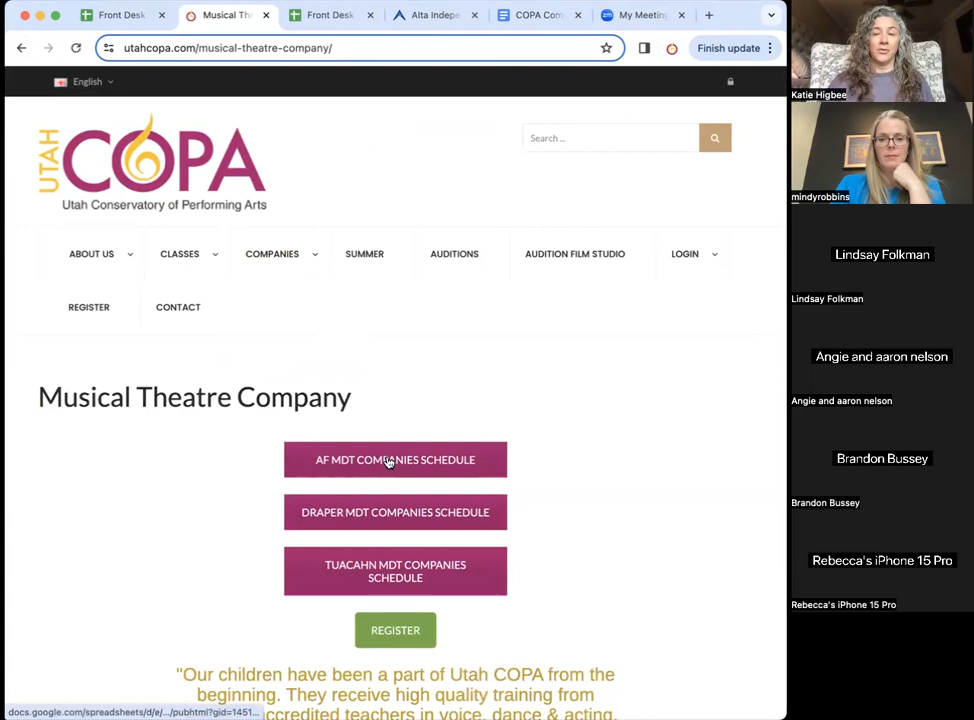 Front Desk
Musical The
Front Desk
Alta Indepe
COPA Com
My Meetin
utahcopa.com/musical-theatre-company/
Finish update
English
UTAH COPA
Utah Conservatory of Performing Arts
Search ...
ABOUT US
CLASSES
COMPANIES
SUMMER
AUDITIONS
AUDITION FILM STUDIO
LOGIN
REGISTER
CONTACT
Musical Theatre Company
AF MDT COMPANIES SCHEDULE
DRAPER MDT COMPANIES SCHEDULE
TUACAHN MDT COMPANIES
SCHEDULE
REGISTER
"Our children have been a part of Utah COPA from the
beginning. They receive high quality training from
accredited teachers in voice, dance & acting.
docs.google.com/spreadsheets/d/e/.../pubhtml?gid=1451...
Katie Higbee
mindyrobbins
Lindsay Folkman
Lindsay Folkman
Angie and aaron nelson
Angie and aaron nelson
Brandon Bussey
Brandon Bussey
Rebecca's iPhone 15 Pro
Rebecca's iPhone 15 Pro